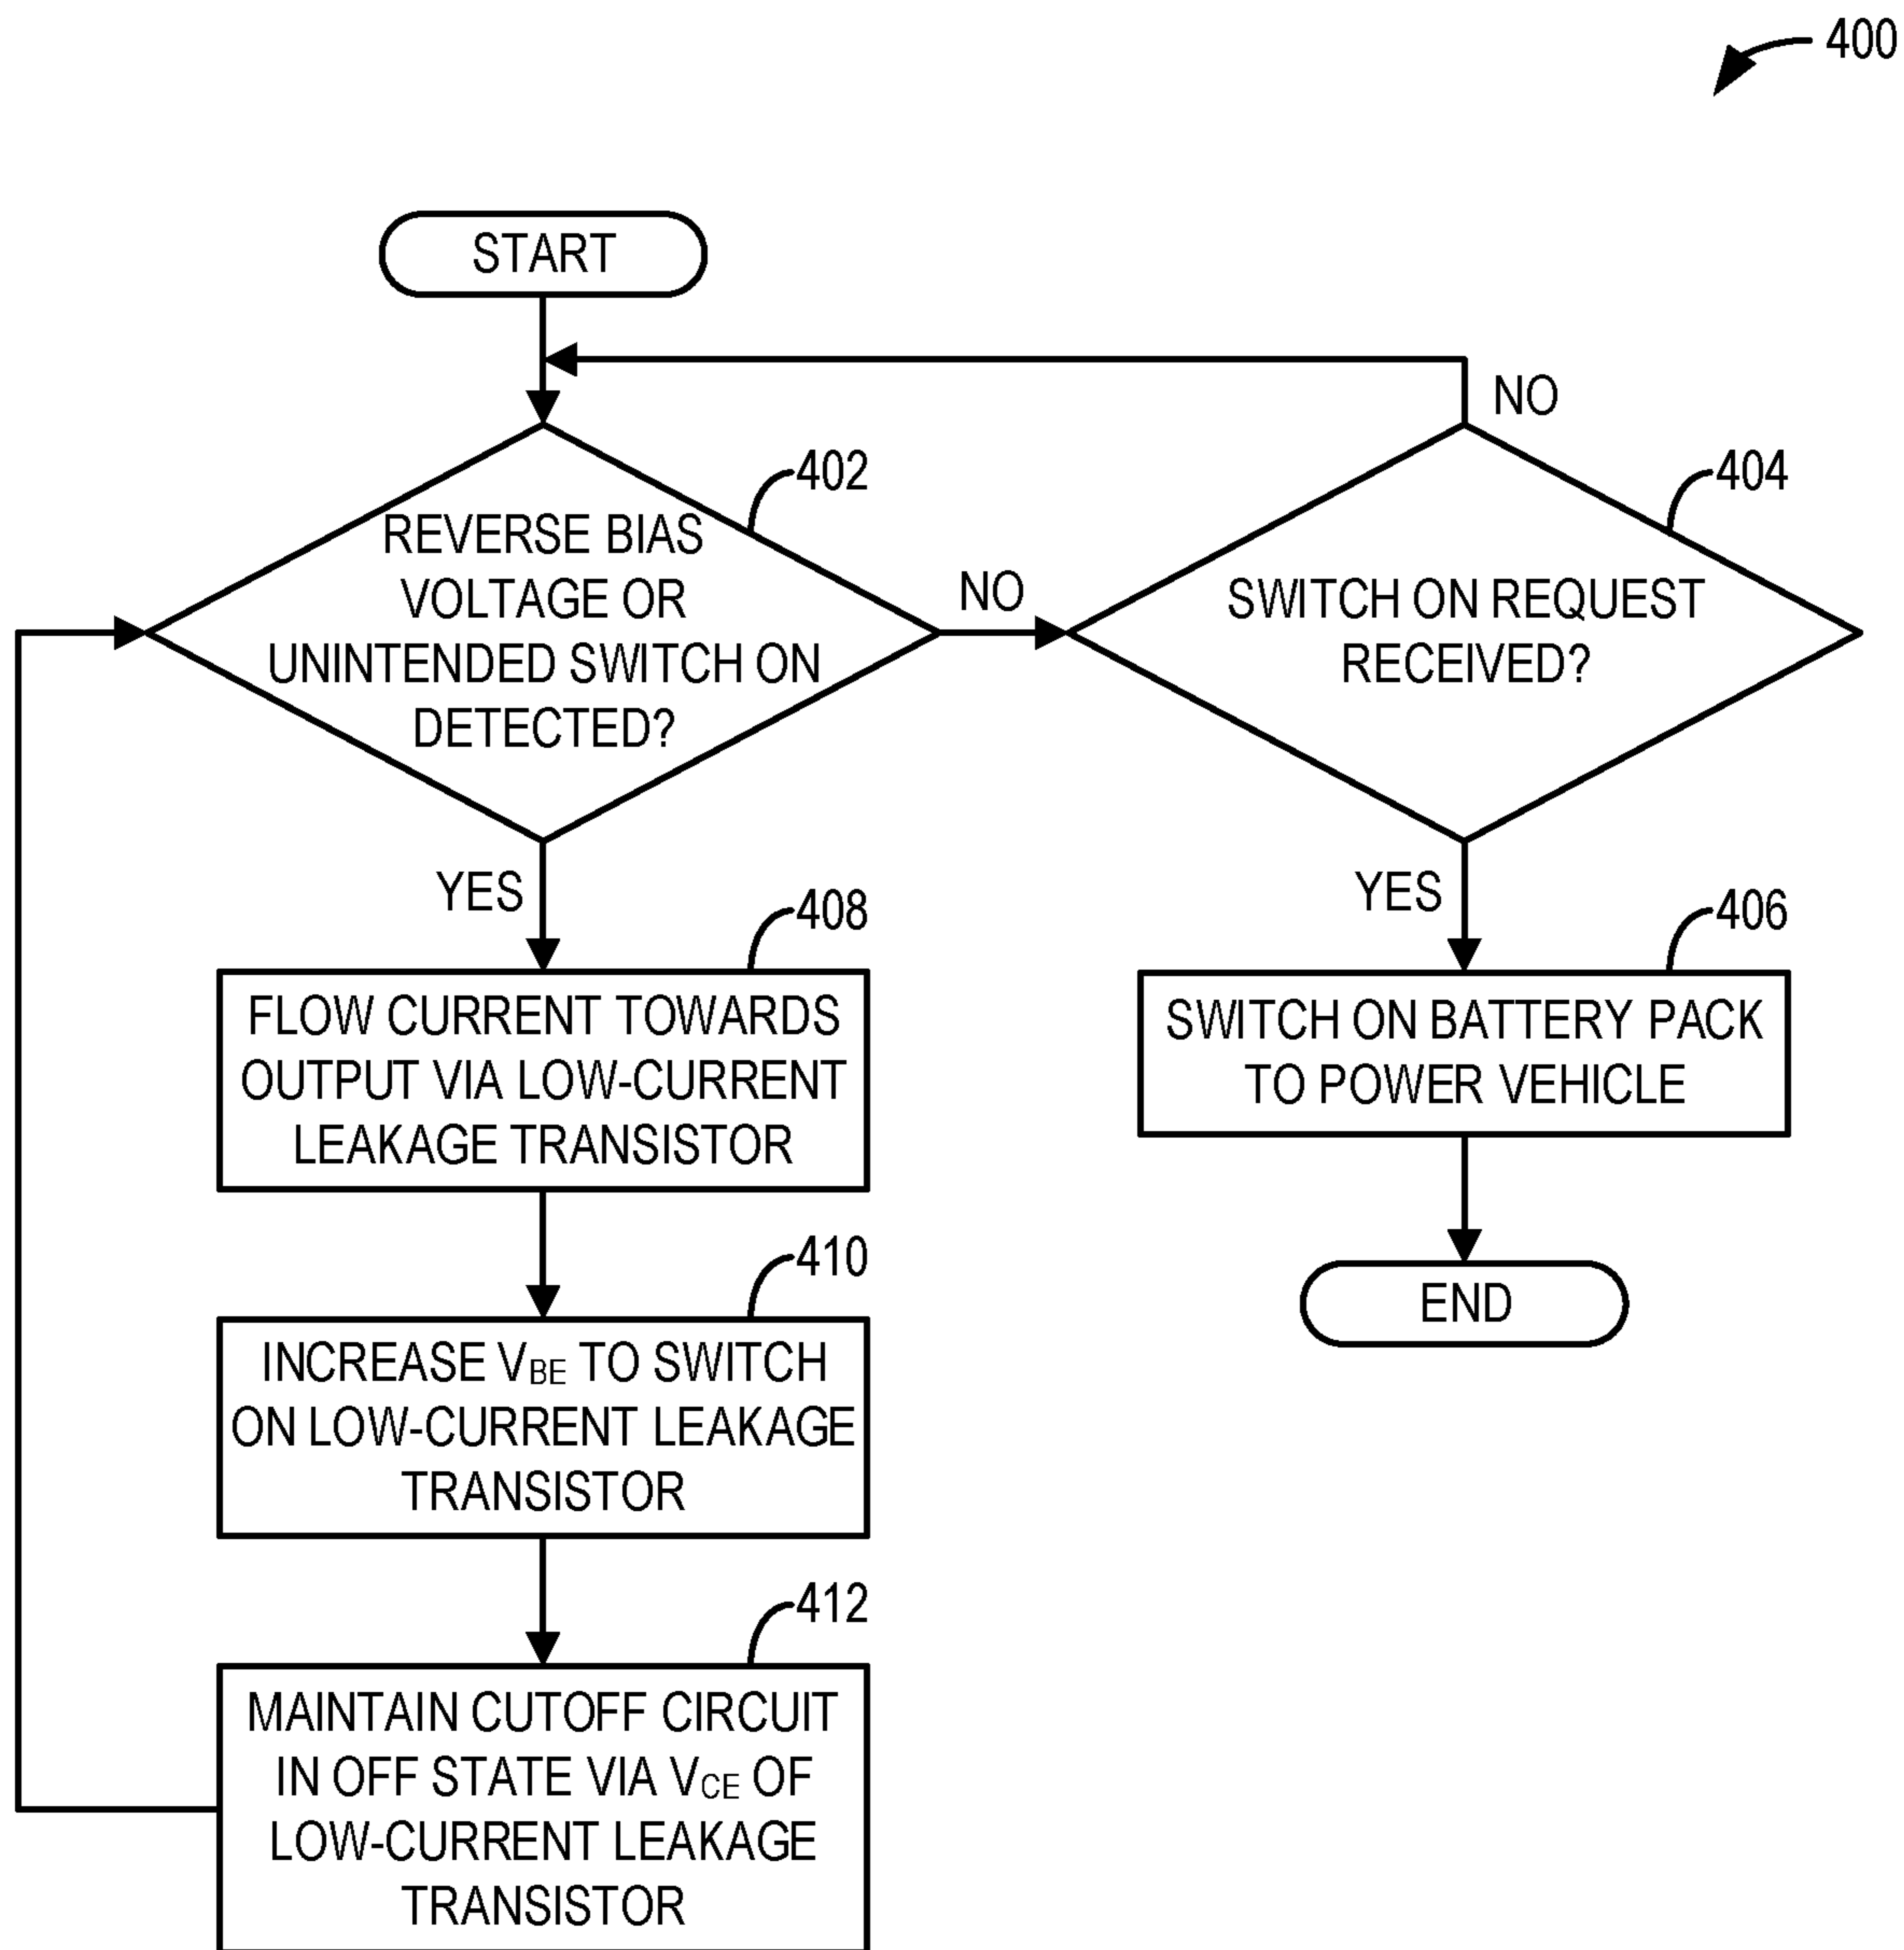 400
START
NO
402
REVERSE BIAS
VOLTAGE OR
UNINTENDED SWITCH ON
DETECTED?
NO
404
SWITCH ON REQUEST
RECEIVED?
YES
408
FLOW CURRENT TOWARDS
OUTPUT VIA LOW-CURRENT
LEAKAGE TRANSISTOR
YES
406
SWITCH ON BATTERY PACK
TO POWER VEHICLE
410
INCREASE VBE TO SWITCH
ON LOW-CURRENT LEAKAGE
TRANSISTOR
END
412
MAINTAIN CUTOFF CIRCUIT
IN OFF STATE VIA VCE OF
LOW-CURRENT LEAKAGE
TRANSISTOR